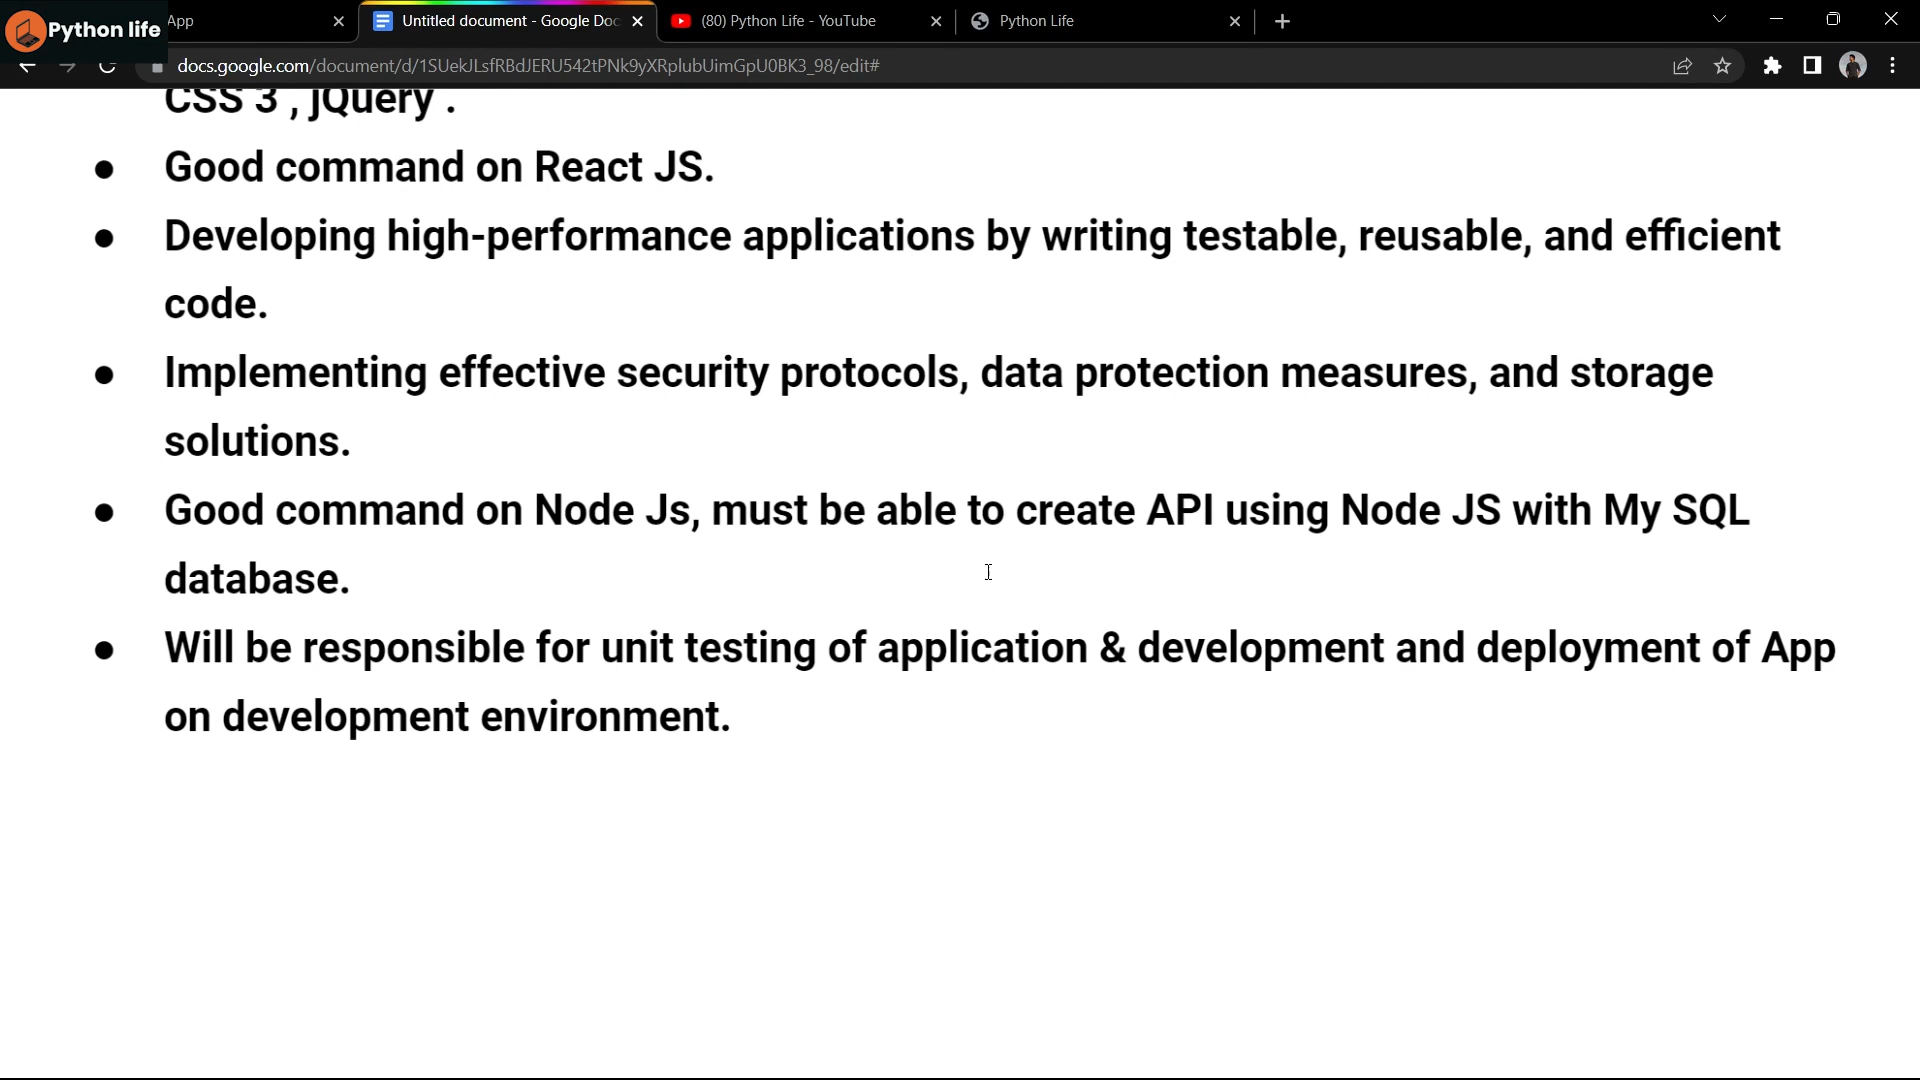 Python life
App
Untitled document - Google Doc
(80) Python Life - YouTube
Python Life
docs.google.com/document/d/1SUekJLsfRBdJERU542tPNk9yXRplubUimGpU0BK3_98/edit#
CSS 3 , jQuery .
● Good command on React JS.
● Developing high-performance applications by writing testable, reusable, and efficient
code.
● Implementing effective security protocols, data protection measures, and storage
solutions.
● Good command on Node Js, must be able to create API using Node JS with My SQL
database.
● Will be responsible for unit testing of application & development and deployment of App
on development environment.